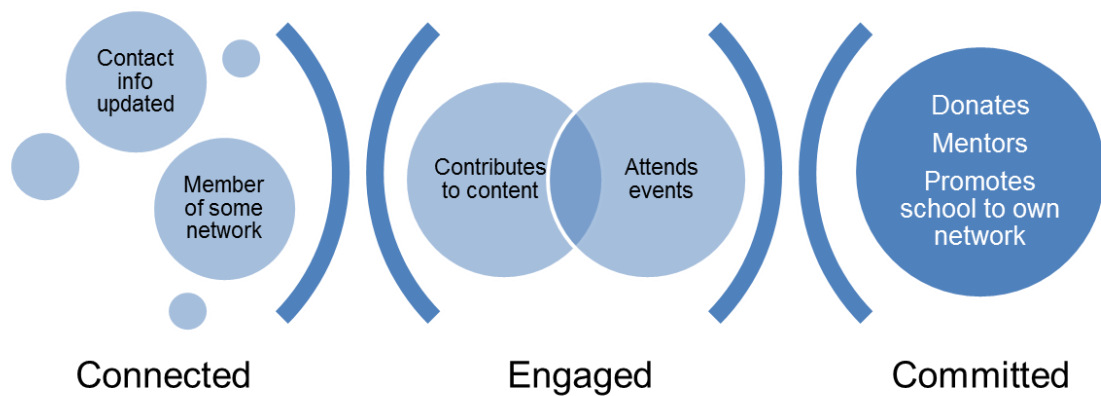 Contact
info
updated
Member
of some
network
Contributes
to content
Attends
events
Donates
Mentors
Promotes
school to own
network
Connected
Engaged
Committed